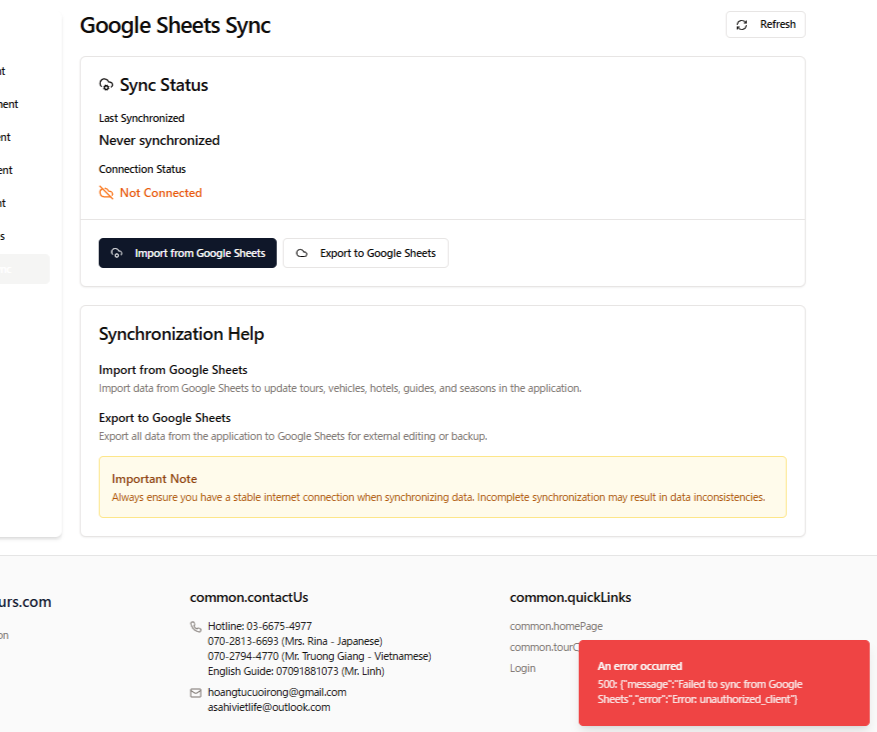 Google Sheets Sync
Refresh
Sync Status
Last Synchronized
Never synchronized
Connection Status
Not Connected
Import from Google Sheets
Export to Google Sheets
Synchronization Help
Import from Google Sheets
Import data from Google Sheets to update tours, vehicles, hotels, guides, and seasons in the application.
Export to Google Sheets
Export all data from the application to Google Sheets for external editing or backup.
Important Note
Always ensure you have a stable internet connection when synchronizing data. Incomplete synchronization may result in data inconsistencies.
urs.com
on
common.contactUs
Hotline: 03-6675-4977
070-2813-6693 (Mrs. Rina - Japanese)
070-2794-4770 (Mr. Truong Giang - Vietnamese)
English Guide: 07091881073 (Mr. Linh)
hoangtucuoirong@gmail.com
asahivietlife@outlook.com
common.quickLinks
common.homePage
common.tourC
Login
An error occurred
500: {"message":"Failed to sync from Google
Sheets","error":"Error: unauthorized_client"}